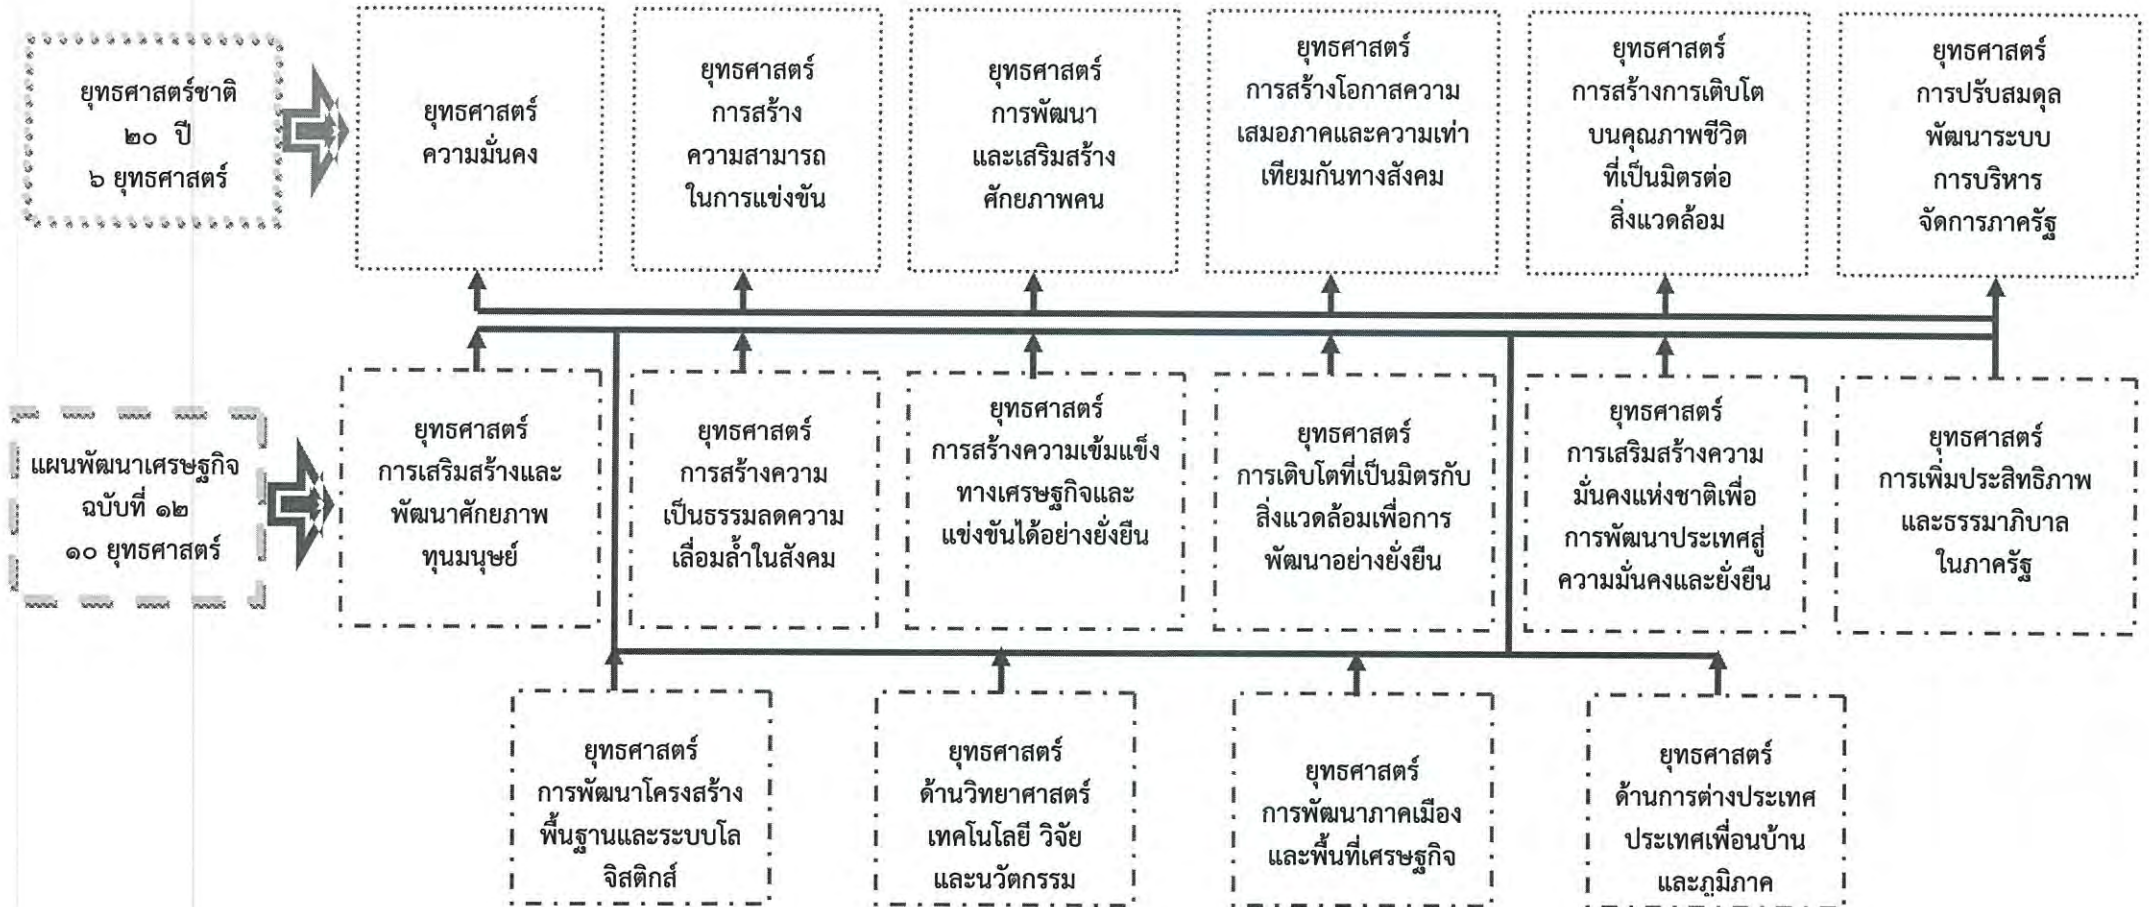 ยุทธศาสตร์ชาติ
๒๐ ปี
๖ ยุทธศาสตร์
ยุทธศาสตร์
ความมั่นคง
ยุทธศาสตร์
การสร้าง
ความสามารถ
ในการแข่งขัน
ยุทธศาสตร์
การพัฒนา
และเสริมสร้าง
ศักยภาพคน
ยุทธศาสตร์
การสร้างโอกาสความ
เสมอภาคและความเท่า
เทียมกันทางสังคม
ยุทธศาสตร์
การสร้างการเติบโต
บนคุณภาพชีวิต
ที่เป็นมิตรต่อ
สิ่งแวดล้อม
ยุทธศาสตร์
การปรับสมดุล
พัฒนาระบบ
การบริหาร
จัดการภาครัฐ
แผนพัฒนาเศรษฐกิจ
ฉบับที่ ๑๒
๑๐ ยุทธศาสตร์
ยุทธศาสตร์
การเสริมสร้างและ
พัฒนาศักยภาพ
ทุนมนุษย์
ยุทธศาสตร์
การสร้างความ
เป็นธรรมลดความ
เลื่อมล้ำในสังคม
ยุทธศาสตร์
การสร้างความเข้มแข็ง
ทางเศรษฐกิจและ
แข่งขันได้อย่างยั่งยืน
ยุทธศาสตร์
การเติบโตที่เป็นมิตรกับ
สิ่งแวดล้อมเพื่อการ
พัฒนาอย่างยั่งยืน
ยุทธศาสตร์
การเสริมสร้างความ
มั่นคงแห่งชาติเพื่อ
การพัฒนาประเทศสู่
ความมั่นคงและยั่งยืน
ยุทธศาสตร์
การเพิ่มประสิทธิภาพ
และธรรมาภิบาล
ในภาครัฐ
ยุทธศาสตร์
การพัฒนาโครงสร้าง
พื้นฐานและระบบโล
จิสติกส์
ยุทธศาสตร์
ด้านวิทยาศาสตร์
เทคโนโลยี วิจัย
และนวัตกรรม
ยุทธศาสตร์
การพัฒนาภาคเมือง
และพื้นที่เศรษฐกิจ
ยุทธศาสตร์
ด้านการต่างประเทศ
ประเทศเพื่อนบ้าน
และภูมิภาค